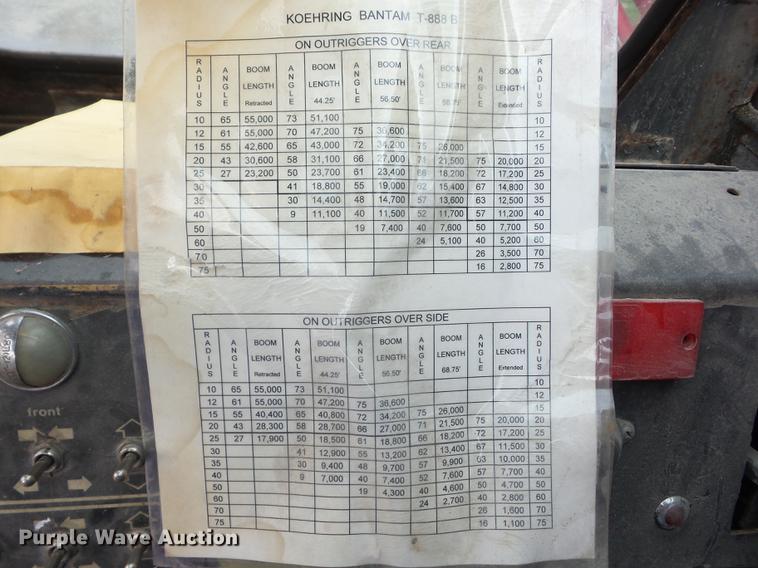 KOEHRING BANTAM T-888 B
ON OUTRIGGERS OVER REAR
RADIUS ANGLE BOOM LENGTH Retracted ANGLE BOOM LENGTH 44.25' ANGLE BOOM LENGTH 56.50' ANGLE BOOM LENGTH 68.75' ANGLE BOOM LENGTH Extended RADIUS
10 65 55,000 73 51,100 10
12 61 55,000 70 47,200 75 36,600 12
15 55 42,600 65 43,000 72 34,200 75 26,000 15
20 43 30,600 58 31,100 66 27,000 71 21,500 75 20,000 20
25 27 23,200 50 23,700 61 23,400 66 18,200 72 17,200 25
30 41 18,800 55 19,000 62 15,400 67 14,800 30
35 30 14,400 48 14,700 57 13,600 63 12,500 35
40 9 11,100 40 11,500 52 11,700 57 11,200 40
50 19 7,400 40 7,600 50 7,700 50
60 24 5,100 40 5,200 60
70 26 3,500 70
75 16 2,800 75
ON OUTRIGGERS OVER SIDE
RADIUS ANGLE BOOM LENGTH Retracted ANGLE BOOM LENGTH 44.25' ANGLE BOOM LENGTH 56.50' ANGLE BOOM LENGTH 68.75' ANGLE BOOM LENGTH Extended RADIUS
10 65 55,000 73 51,100 10
12 61 55,000 70 47,200 75 36,600 12
15 55 40,400 65 40,800 72 34,200 75 26,000 15
20 43 28,300 58 28,700 66 27,000 71 21,500 75 20,000 20
25 27 17,900 50 18,500 61 18,800 66 18,200 72 17,200 25
30 41 12,900 55 13,200 62 13,400 67 11,500 30
35 30 9,400 48 9,700 57 9,900 63 10,000 35
40 9 7,000 40 7,400 52 7,600 57 7,700 40
50 19 4,300 40 4,600 50 4,700 50
60 24 2,700 40 2,800 60
70 26 1,600 70
75 16 1,100 75
front
Purple Wave Auction